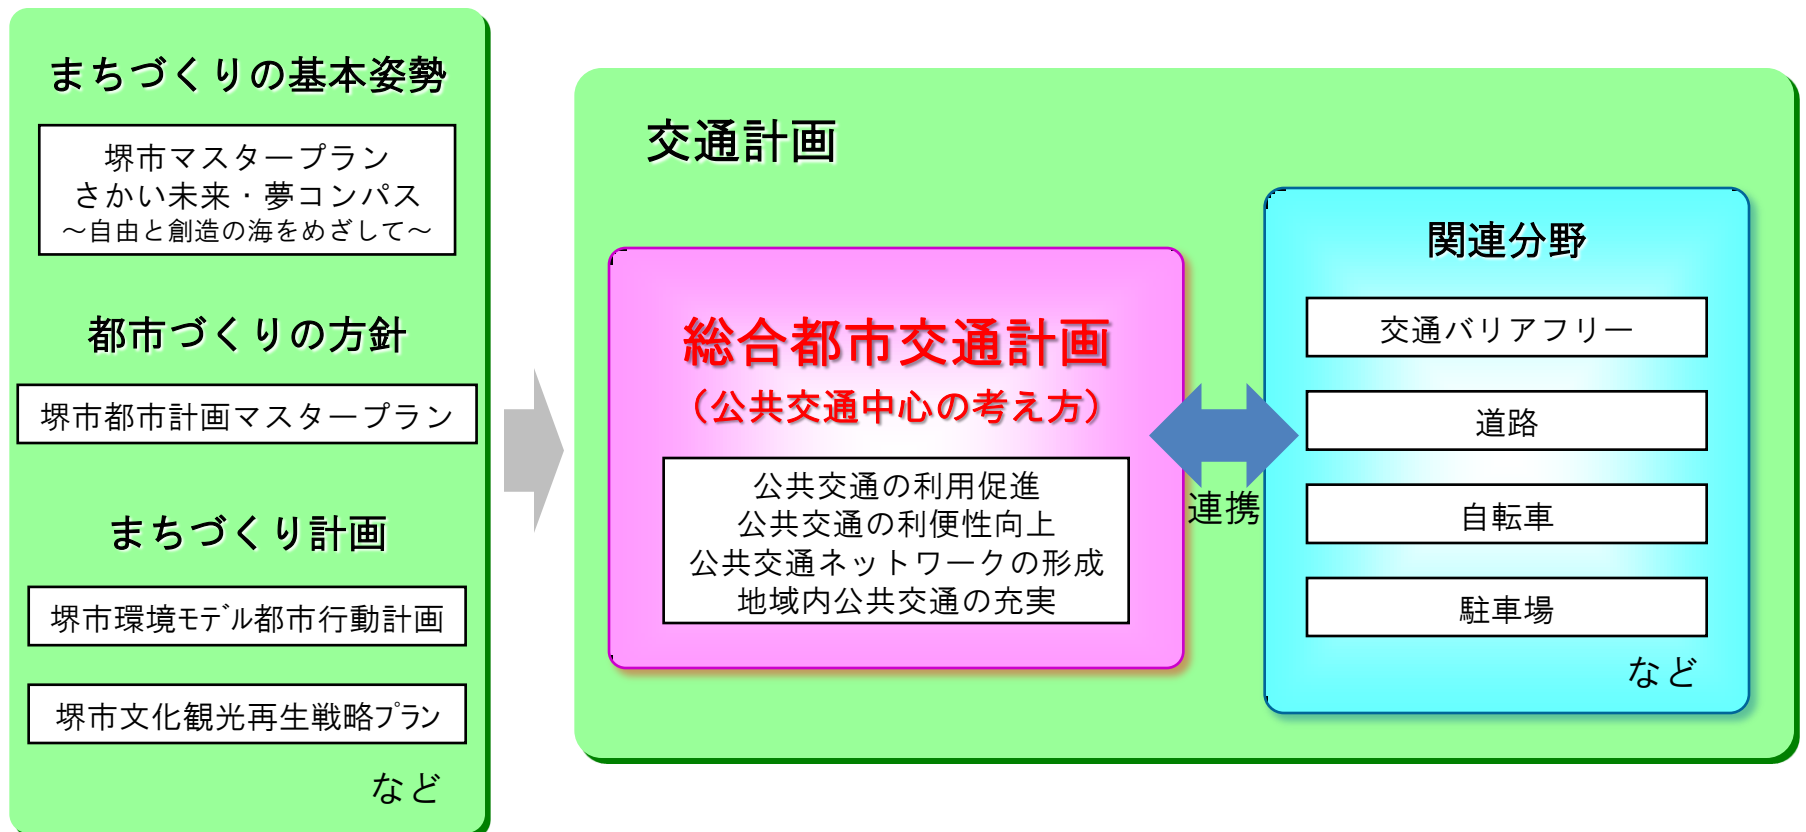 まちづくりの基本姿勢
堺市マスタープラン
さかい未来・夢コンパス
～自由と創造の海をめざして～
都市づくりの方針
堺市都市計画マスタープラン
まちづくり計画
堺市環境ﾓﾃﾞﾙ都市行動計画
堺市文化観光再生戦略ﾌﾟﾗﾝ
など
交通計画
総合都市交通計画
（公共交通中心の考え方）
公共交通の利用促進
公共交通の利便性向上
公共交通ネットワークの形成
地域内公共交通の充実
連携
関連分野
交通バリアフリー
道路
自転車
駐車場
など